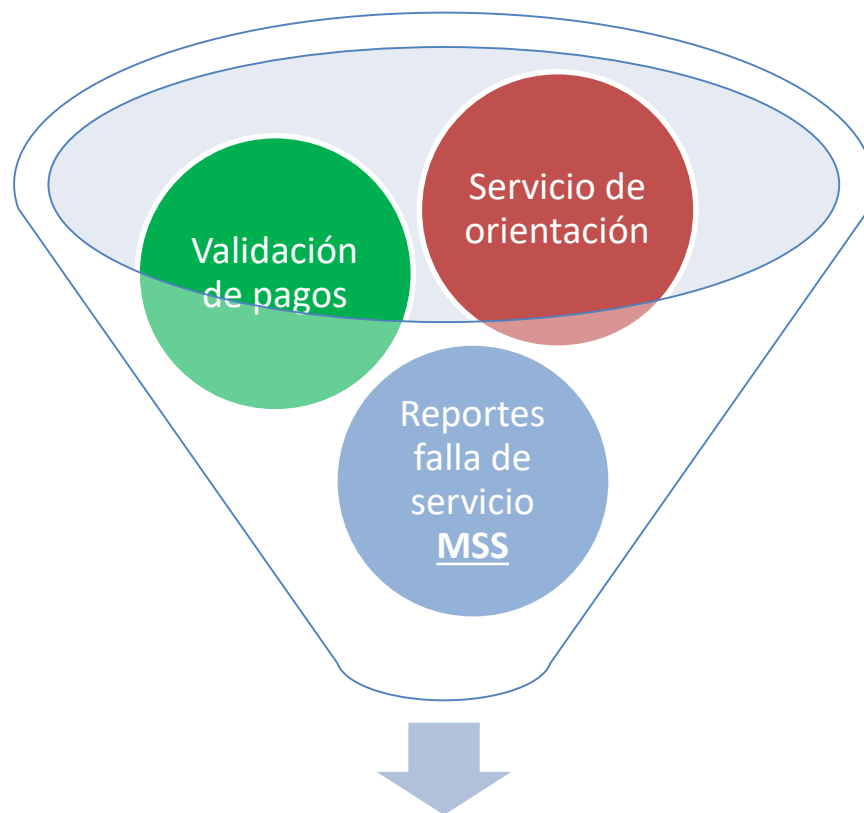 Servicio de
orientación
Validación
de pagos
Reportes
falla de
servicio
MSS